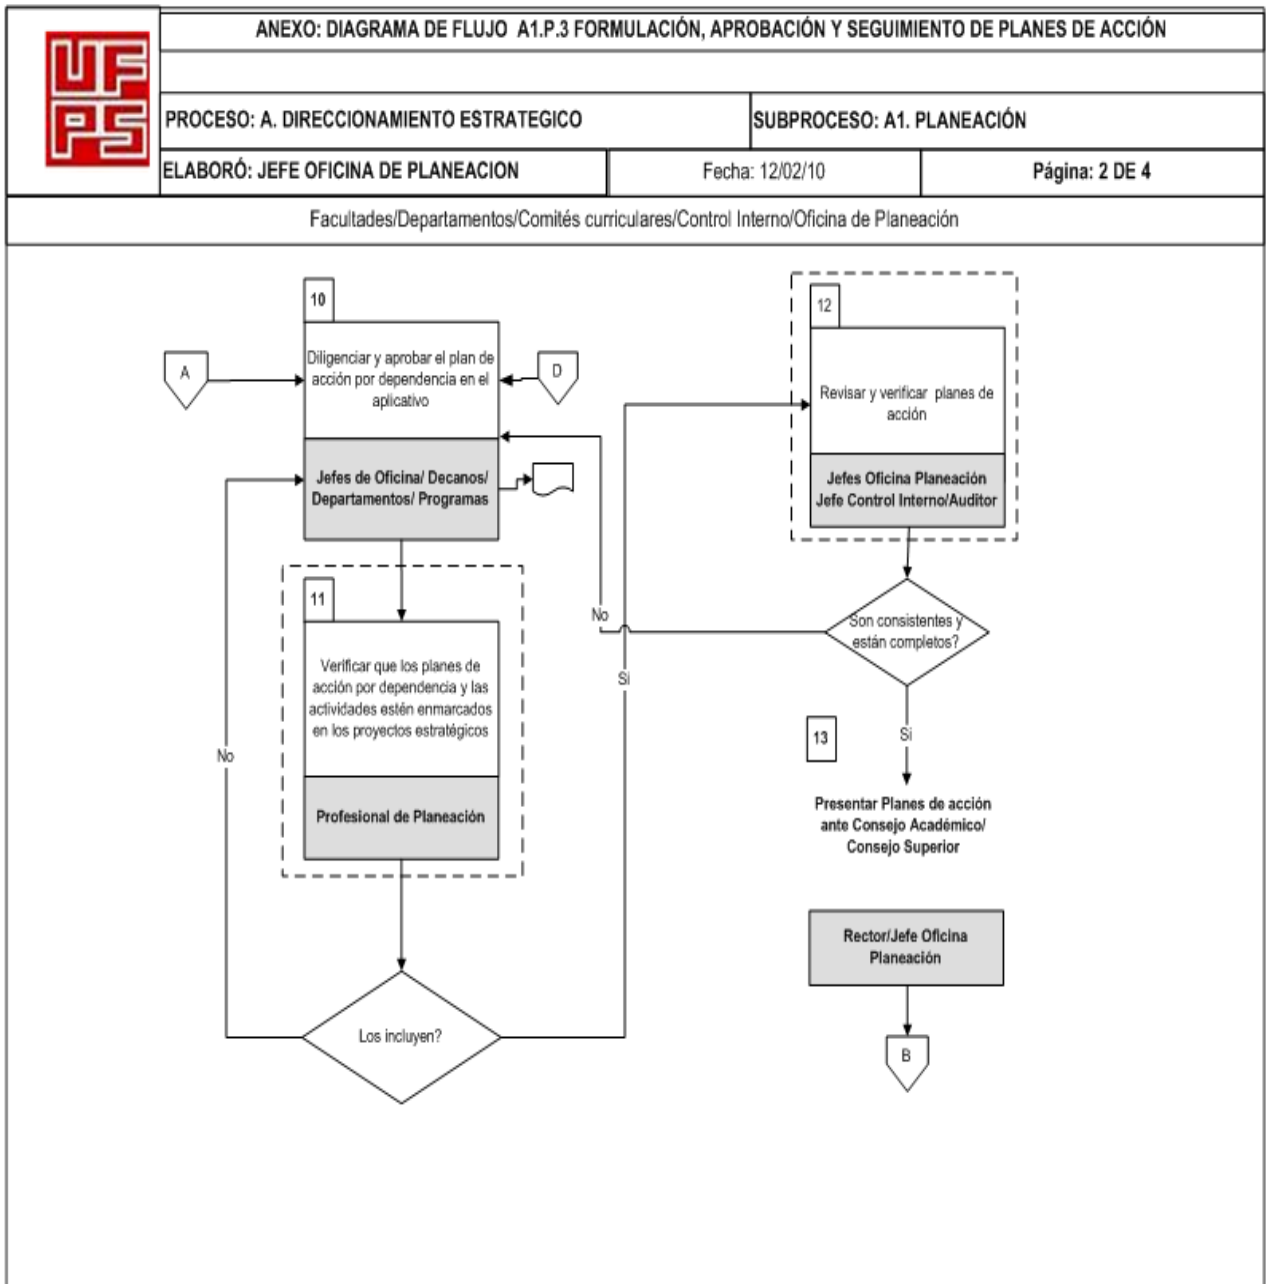 ANEXO: DIAGRAMA DE FLUJO A1.P.3 FORMULACIÓN, APROBACIÓN Y SEGUIMIENTO DE PLANES DE ACCIÓN
UF
PS
PROCESO: A. DIRECCIONAMIENTO ESTRATEGICO
SUBPROCESO: A1. PLANEACIÓN
ELABORÓ: JEFE OFICINA DE PLANEACION
Fecha: 12/02/10
Página: 2 DE 4
Facultades/Departamentos/Comités curriculares/Control Interno/Oficina de Planeación
A
10
Diligenciar y aprobar el plan de
acción por dependencia en el
aplicativo
Jefes de Oficina/ Decanos/
Departamentos/ Programas
D
11
Verificar que los planes de
acción por dependencia y las
actividades estén enmarcados
en los proyectos estratégicos
Profesional de Planeación
Los incluyen?
No
Si
12
Revisar y verificar planes de
acción
Jefes Oficina Planeación
Jefe Control Interno/Auditor
Son consistentes y
están completos?
No
Si
13
Presentar Planes de acción
ante Consejo Académico/
Consejo Superior
Rector/Jefe Oficina
Planeación
B